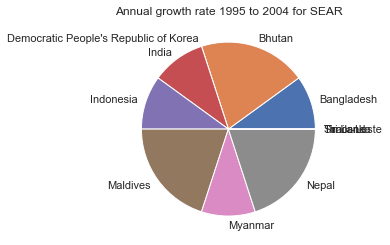 Annual growth rate 1995 to 2004 for SEAR
Bhutan
Democratic People's Republic of Korea
India
Indonesia
Bangladesh
Maldives
Nepal
Myanmar